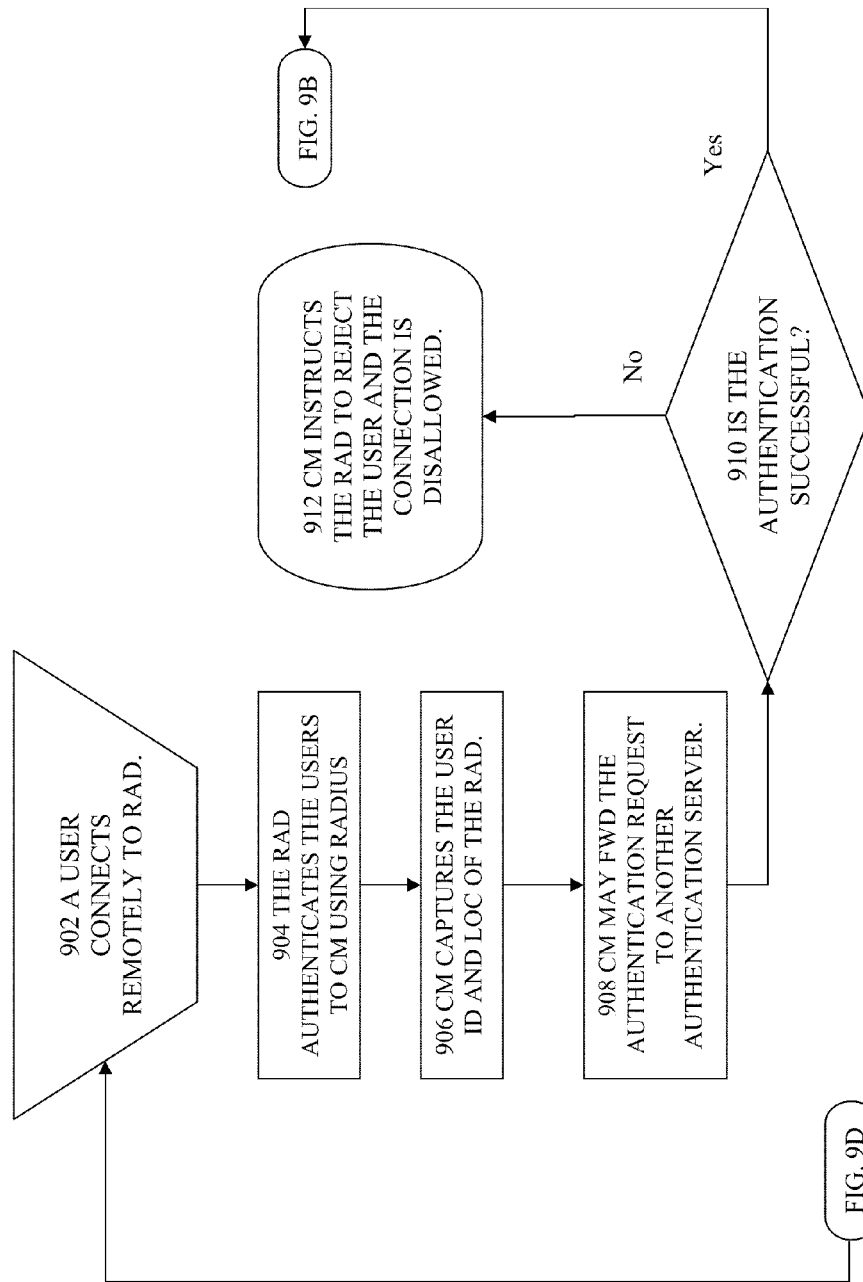 902 A USER
CONNECTS
REMOTELY TO RAD.
904 THE RAD
AUTHENTICATES THE USERS
TO CM USING RADIUS
906 CM CAPTURES THE USER
ID AND LOC OF THE RAD.
908 CM MAY FWD THE
AUTHENTICATION REQUEST
TO ANOTHER
AUTHENTICATION SERVER.
910 IS THE
AUTHENTICATION
SUCCESSFUL?
No
Yes
912 CM INSTRUCTS
THE RAD TO REJECT
THE USER AND THE
CONNECTION IS
DISALLOWED.
FIG. 9B
FIG. 9D